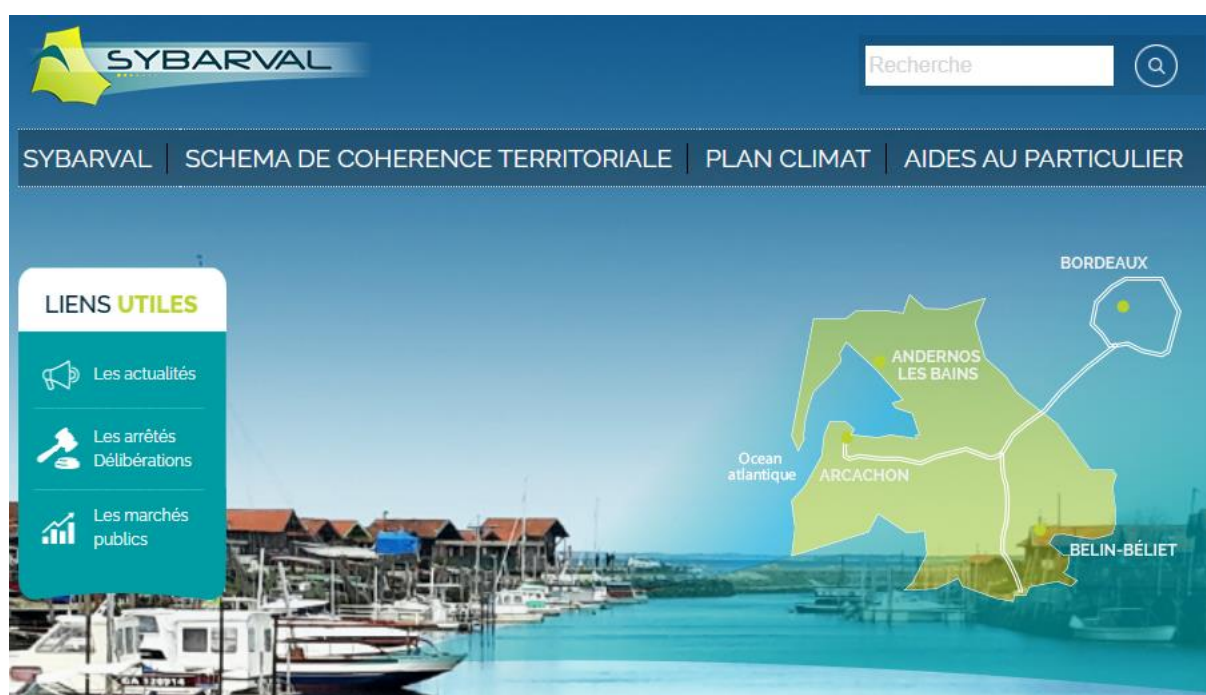 SYBARVAL
Recherche
SYBARVAL
SCHEMA DE COHERENCE TERRITORIALE
PLAN CLIMAT
AIDES AU PARTICULIER
LIENS UTILES
Les actualités
Les arrêtés
Délibérations
Les marchés
publics
BORDEAUX
ANDERNOS
LES BAINS
Ocean
atlantique
ARCACHON
BELIN-BÉLIET